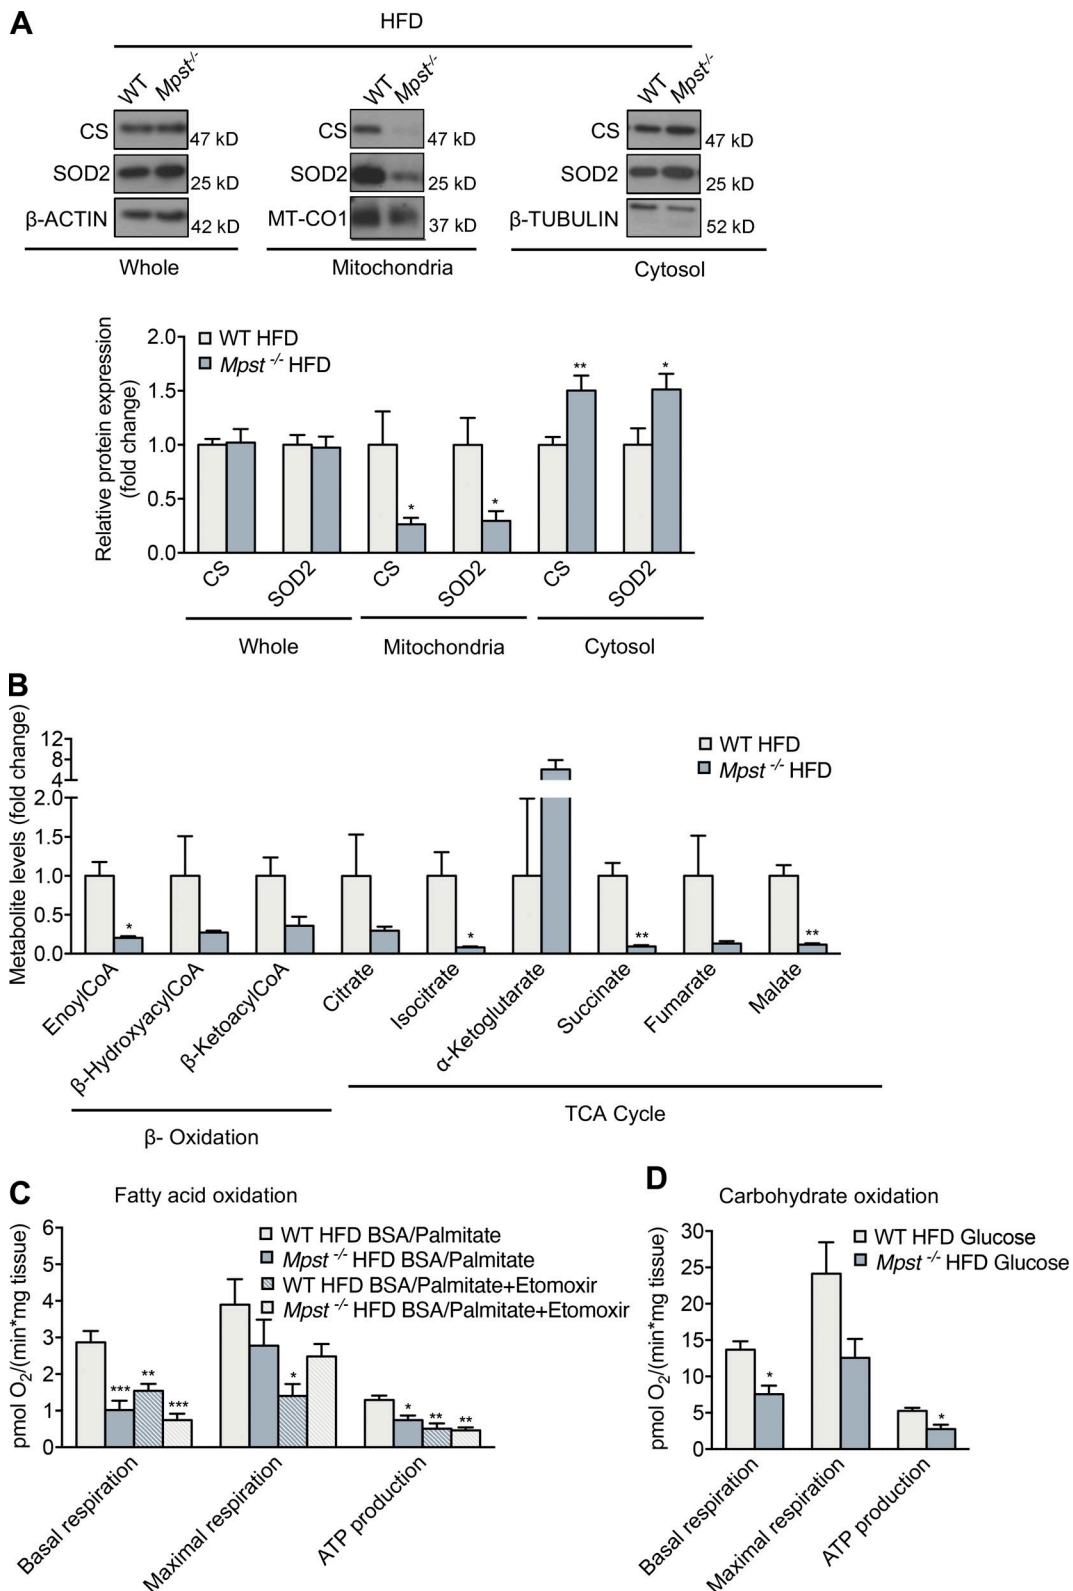 A
HFD
WT Mpst-/-
CS 47 kD
SOD2 25 kD
β-ACTIN 42 kD
Whole
WT Mpst-/-
CS 47 kD
SOD2 25 kD
MT-CO1 37 kD
Mitochondria
WT Mpst-/-
CS 47 kD
SOD2 25 kD
β-TUBULIN 52 kD
Cytosol
Relative protein expression
(fold change)
2.0
1.5
1.0
0.5
0.0
WT HFD
Mpst -/- HFD
* * ** *
CS SOD2 CS SOD2 CS SOD2
Whole Mitochondria Cytosol
B
Metabolite levels (fold change)
12
8
4
2.0
1.5
1.0
0.5
0.0
WT HFD
Mpst -/- HFD
* * ** **
EnoylCoA
β-HydroxyacylCoA
β-KetoacylCoA
Citrate
Isocitrate
α-Ketoglutarate
Succinate
Fumarate
Malate
β- Oxidation
TCA Cycle
C
Fatty acid oxidation
pmol O2/(min*mg tissue)
6
5
4
3
2
1
0
WT HFD BSA/Palmitate
Mpst -/- HFD BSA/Palmitate
WT HFD BSA/Palmitate+Etomoxir
Mpst -/- HFD BSA/Palmitate+Etomoxir
*** ** *** * * ** **
Basal respiration
Maximal respiration
ATP production
D
Carbohydrate oxidation
pmol O2/(min*mg tissue)
30
25
20
15
10
5
0
WT HFD Glucose
Mpst -/- HFD Glucose
* *
Basal respiration
Maximal respiration
ATP production